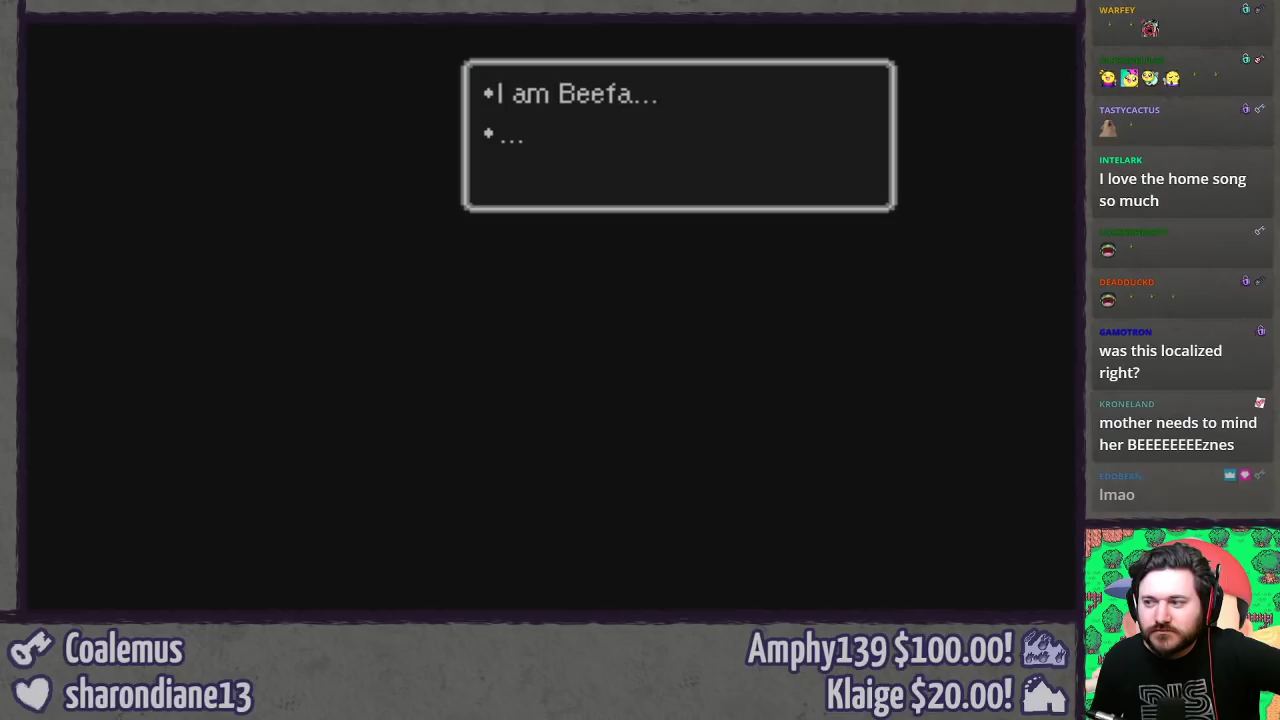 •I am Beefa...
•...
WARFEY
TASTYCACTUS
INTELARK
I love the home song
so much
DEADDUCKD
GAMOTRON
was this localized
right?
KRONELAND
mother needs to mind
her BEEEEEEEEznes
lmao
Coalemus
sharondiane13
Amphy139 $100.00!
Klaige $20.00!